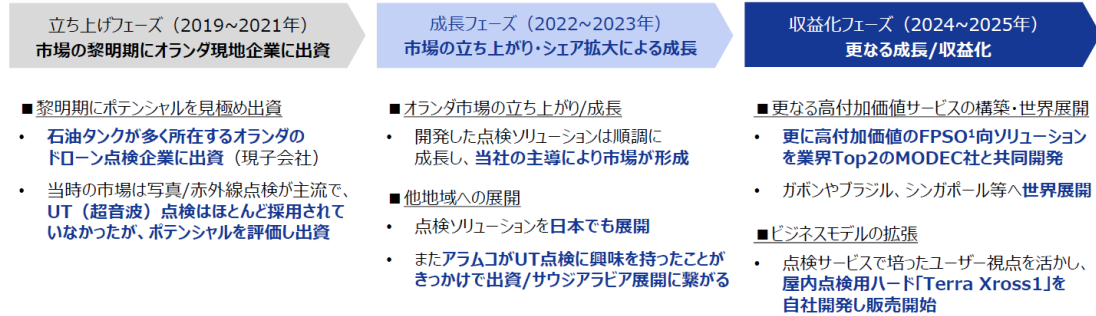 立ち上げフェーズ（2019~2021年）
市場の黎明期にオランダ現地企業に出資
■黎明期にポテンシャルを見極め出資
• 石油タンクが多く所在するオランダの
ドローン点検企業に出資（現子会社）
• 当時の市場は写真/赤外線点検が主流で、
UT（超音波）点検はほとんど採用されて
いなかったが、ポテンシャルを評価し出資
成長フェーズ（2022~2023年）
市場の立ち上がり・シェア拡大による成長
■オランダ市場の立ち上がり/成長
• 開発した点検ソリューションは順調に
成長し、当社の主導により市場が形成
■他地域への展開
• 点検ソリューションを日本でも展開
• またアラムコがUT点検に興味を持ったことが
きっかけで出資/サウジアラビア展開に繋がる
収益化フェーズ（2024~2025年）
更なる成長/収益化
■更なる高付加価値サービスの構築・世界展開
• 更に高付加価値のFPSO¹向ソリューション
を業界Top2のMODEC社と共同開発
• ガボンやブラジル、シンガポール等へ世界展開
■ビジネスモデルの拡張
• 点検サービスで培ったユーザー視点を活かし、
屋内点検用ハード「Terra Xross1」を
自社開発し販売開始